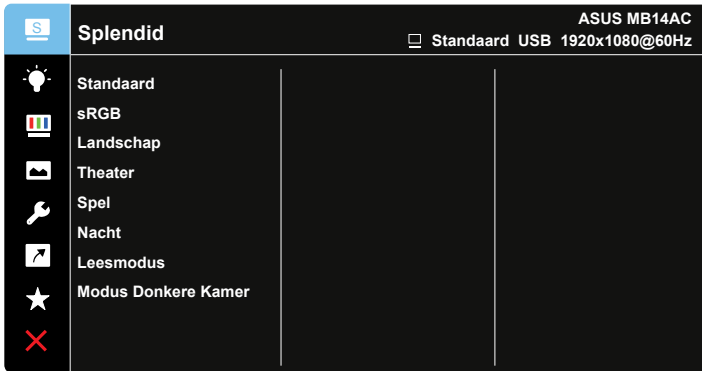 S
Splendid
ASUS MB14AC
Standaard USB 1920x1080@60Hz
Standaard
sRGB
Landschap
Theater
Spel
Nacht
Leesmodus
Modus Donkere Kamer